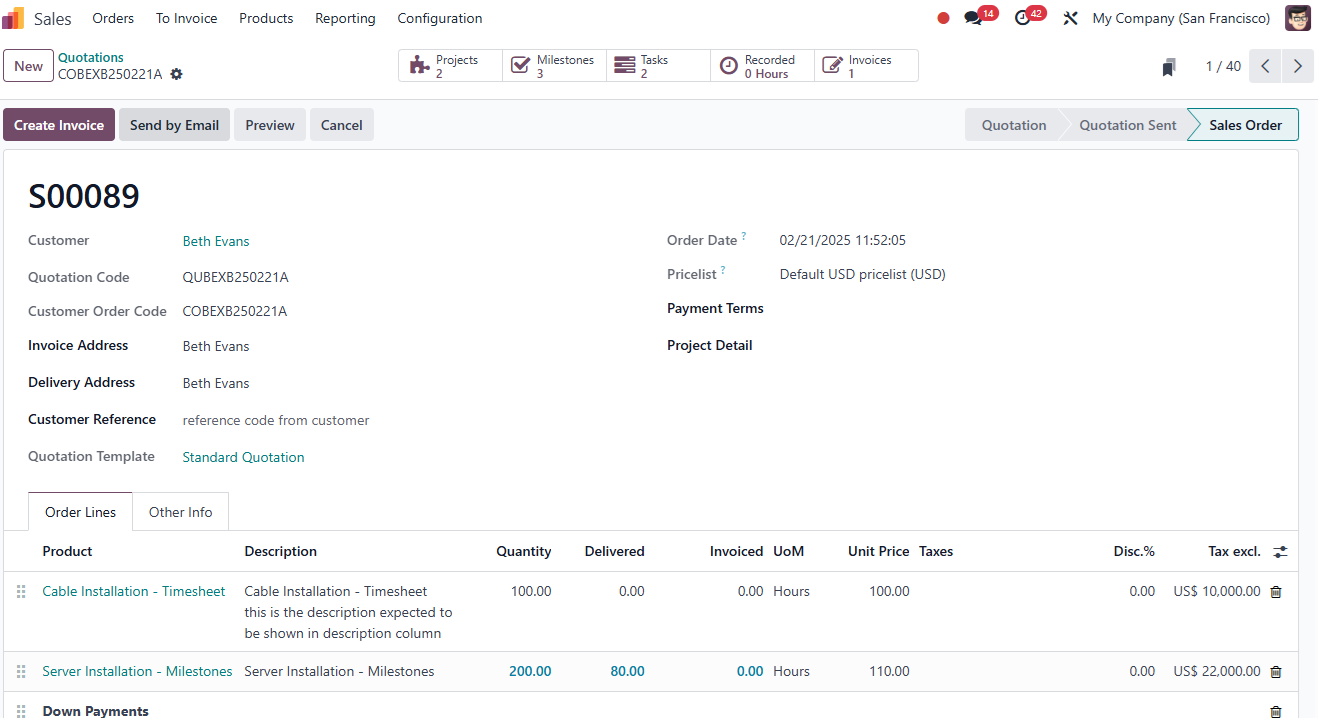 Sales Orders To Invoice Products Reporting Configuration 14 42 My Company (San Francisco)
New Quotations
COBEXB250221A
Projects 2
Milestones 3
Tasks 2
Recorded 0 Hours
Invoices 1
1 / 40
Create Invoice Send by Email Preview Cancel Quotation Quotation Sent Sales Order
S00089
Customer Beth Evans
Quotation Code QUBEXB250221A
Customer Order Code COBEXB250221A
Invoice Address Beth Evans
Delivery Address Beth Evans
Customer Reference reference code from customer
Quotation Template Standard Quotation
Order Date ? 02/21/2025 11:52:05
Pricelist ? Default USD pricelist (USD)
Payment Terms
Project Detail
Order Lines Other Info
Product Description Quantity Delivered Invoiced UoM Unit Price Taxes Disc.% Tax excl.
Cable Installation - Timesheet Cable Installation - Timesheet 100.00 0.00 0.00 Hours 100.00 0.00 US$ 10,000.00
this is the description expected to
be shown in description column
Server Installation - Milestones Server Installation - Milestones 200.00 80.00 0.00 Hours 110.00 0.00 US$ 22,000.00
Down Payments